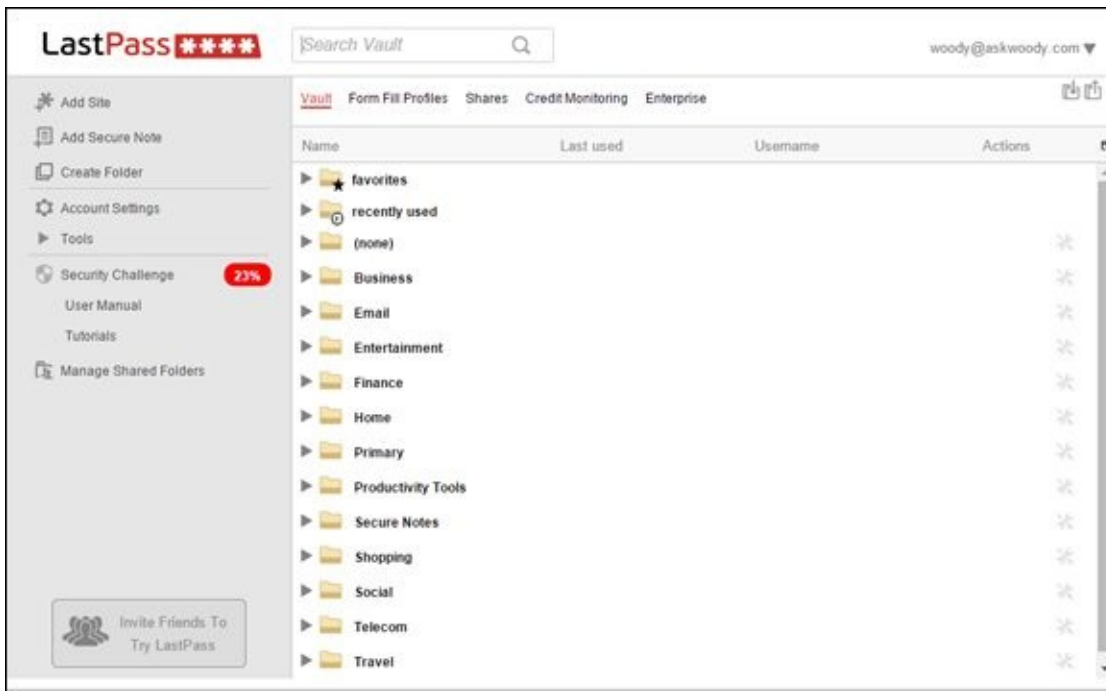 LastPass ****
Search Vault
woody@askwoody.com ▼
Add Site
Add Secure Note
Create Folder
Account Settings
Tools
Security Challenge 23%
User Manual
Tutorials
Manage Shared Folders
Invite Friends To
Try LastPass
Vault Form Fill Profiles Shares Credit Monitoring Enterprise
Name Last used Username Actions
favorites
recently used
(none)
Business
Email
Entertainment
Finance
Home
Primary
Productivity Tools
Secure Notes
Shopping
Social
Telecom
Travel